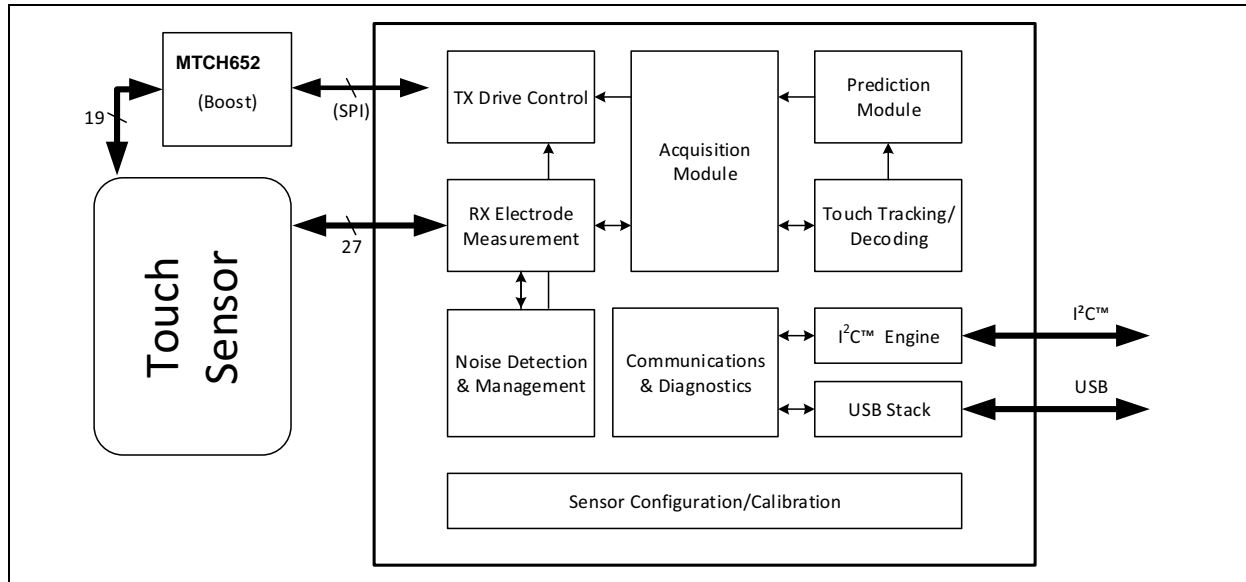 MTCH652
(Boost)
19
(SPI)
27
Touch
Sensor
TX Drive Control
RX Electrode
Measurement
Noise Detection
& Management
Acquisition
Module
Prediction
Module
Touch Tracking/
Decoding
Communications
& Diagnostics
I²C™ Engine
USB Stack
I²C™
USB
Sensor Configuration/Calibration